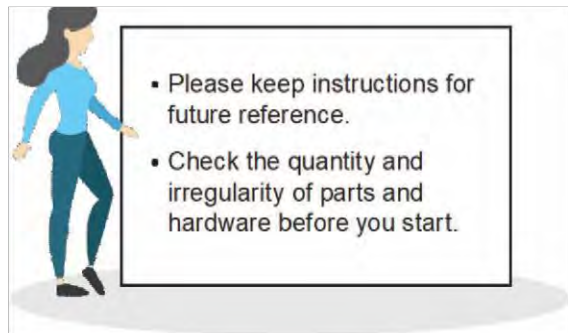 ▪ Please keep instructions for
future reference.
▪ Check the quantity and
irregularity of parts and
hardware before you start.